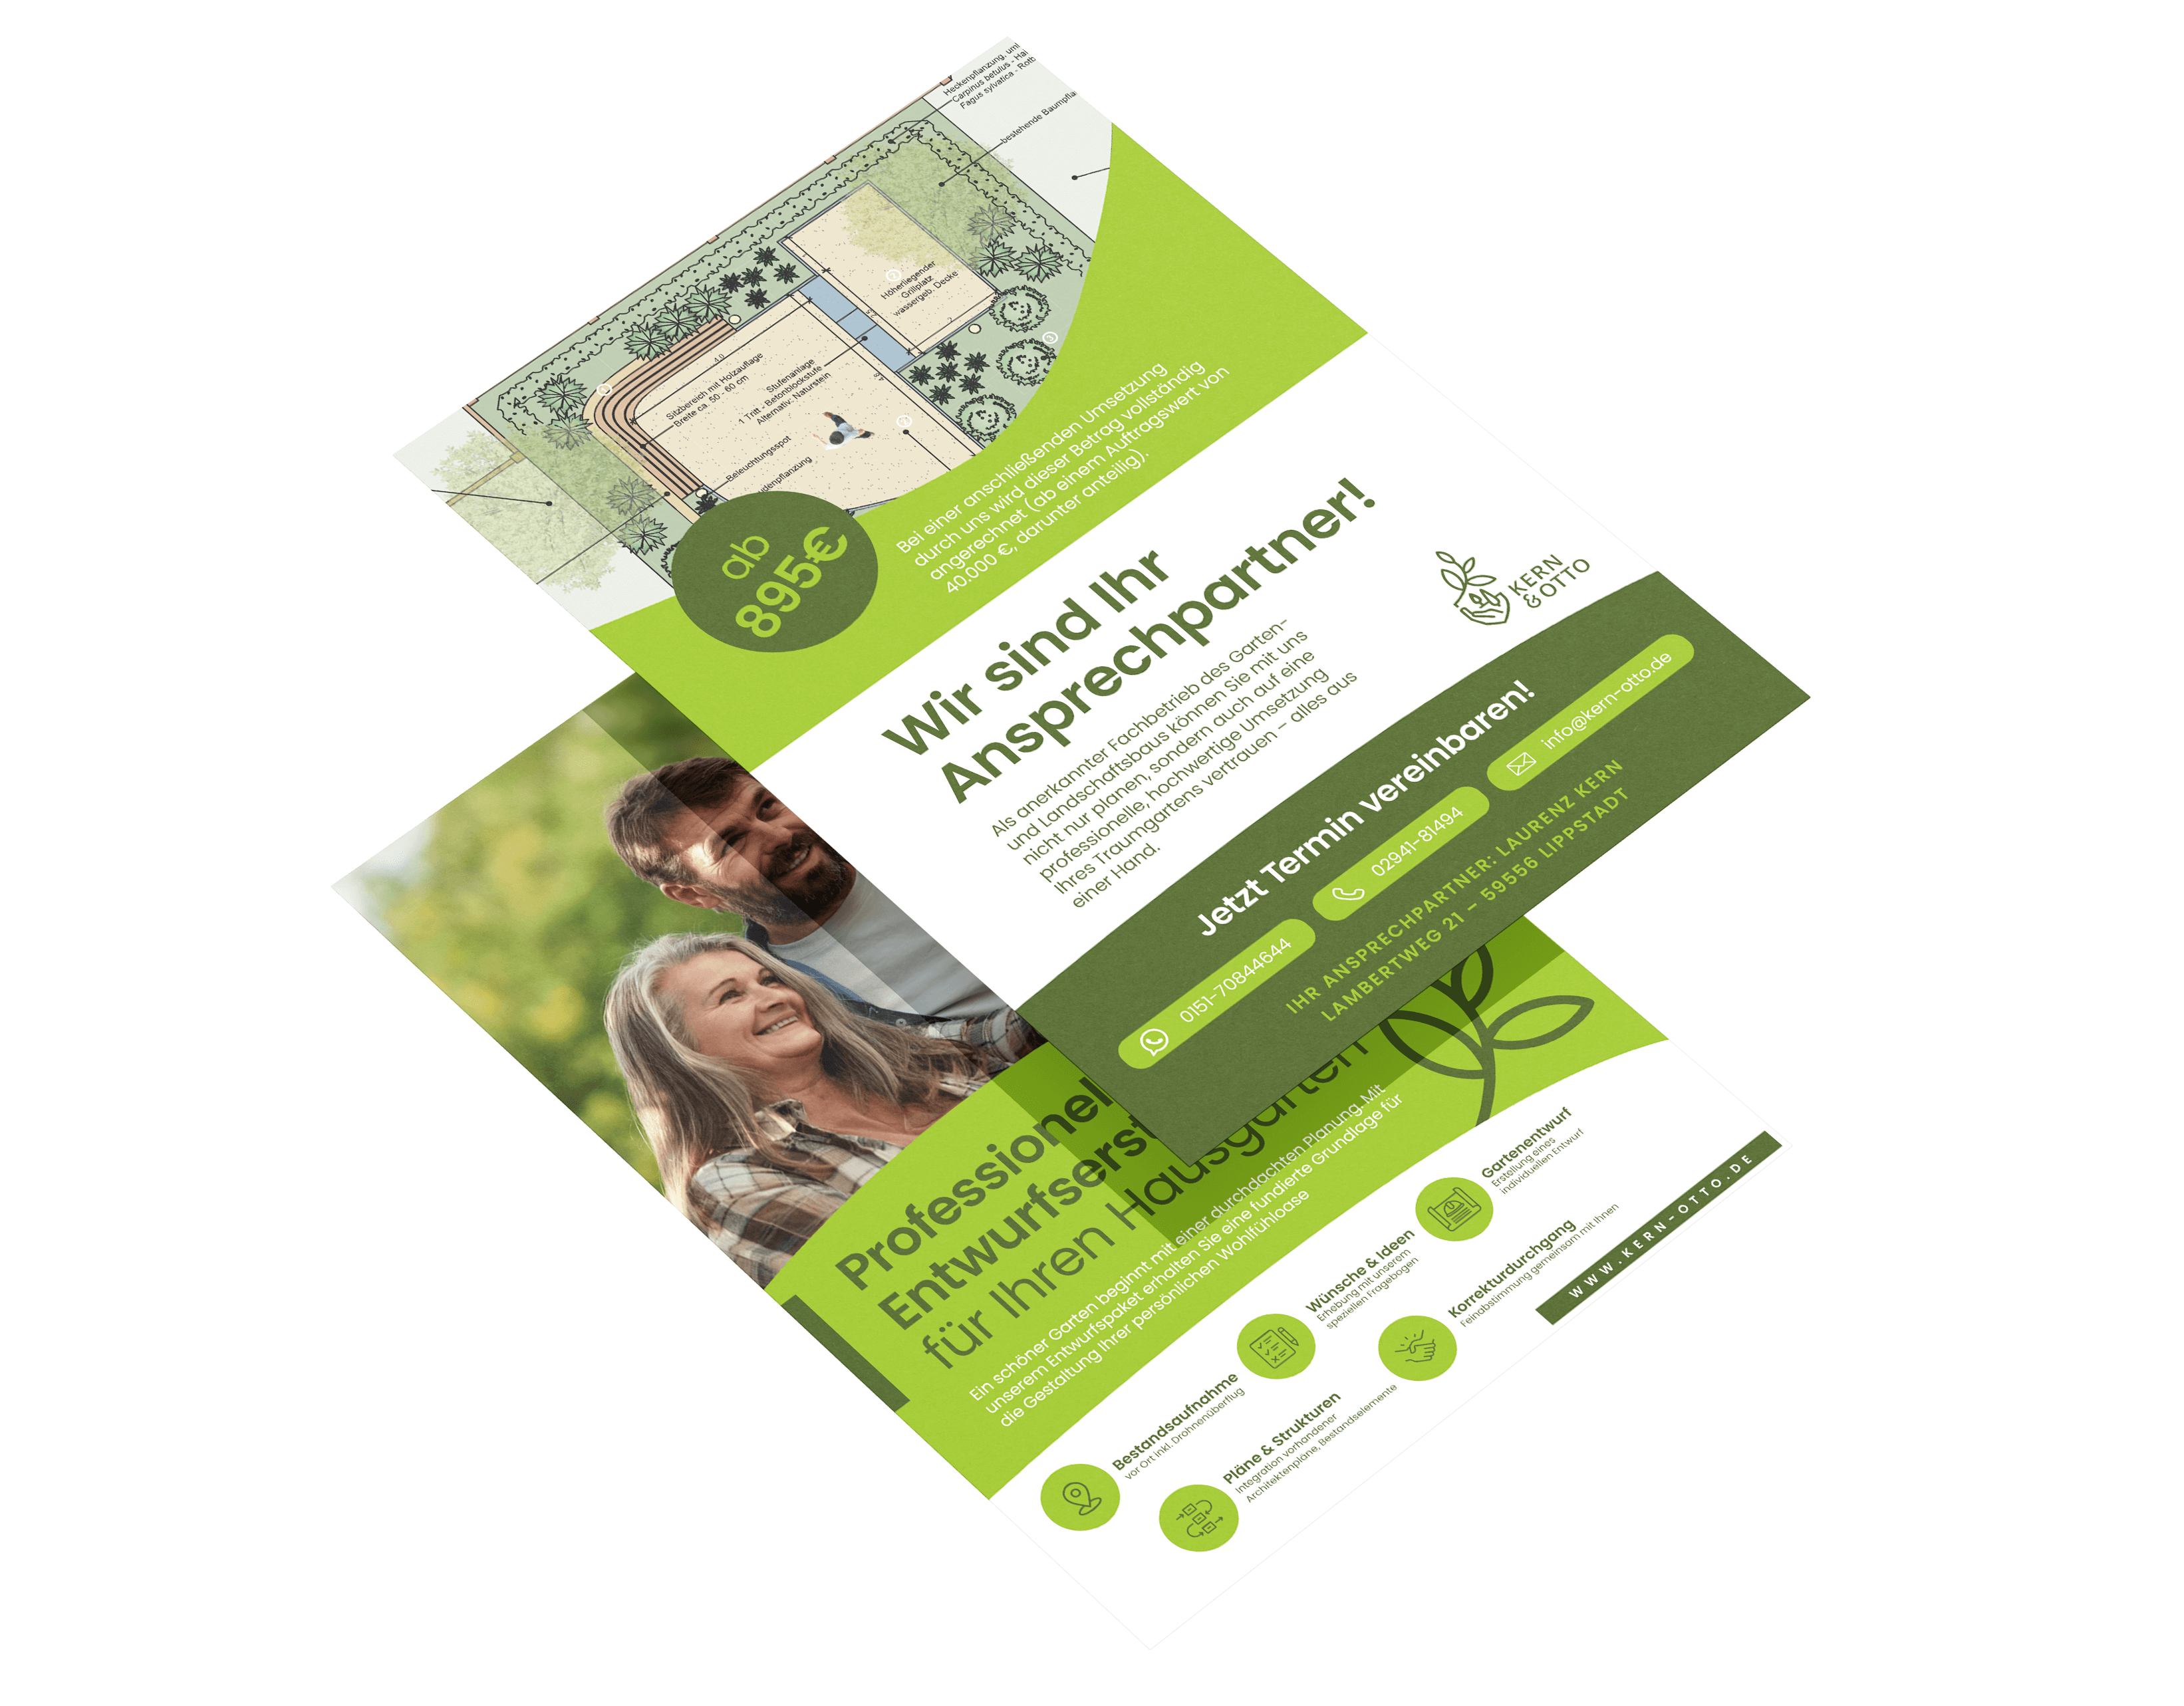 Heckenpflanzung, uml
Carpinus betulus - Hai
Fagus sylvatica - Rotb
bestehende Baumpfla
Höherliegender
Grillplatz
wassergeb. Decke
Sitzbereich mit Holzauflage
Breite ca. 50 - 60 cm
Stufenanlage
1 Tritt - Betonblockstufe
Alternativ: Naturstein
Beleuchtungsspot
udenpflanzung
ab
895€
Bei einer anschließenden Umsetzung
durch uns wird dieser Betrag vollständig
angerechnet (ab einem Auftragswert von
40.000 €, darunter anteilig).
Wir sind Ihr
Ansprechpartner!
Als anerkannter Fachbetrieb des Garten-
und Landschaftsbaus können Sie mit uns
nicht nur planen, sondern auch auf eine
professionelle, hochwertige Umsetzung
Ihres Traumgartens vertrauen – alles aus
einer Hand.
KERN
& OTTO
Jetzt Termin vereinbaren!
0151-70844644
02941-81494
info@kern-otto.de
IHR ANSPRECHPARTNER: LAURENZ KERN
LAMBERTWEG 21 – 59556 LIPPSTADT
Professionel
Entwurfserst
für Ihren Hausgarten
Ein schöner Garten beginnt mit einer durchdachten Planung. Mit
unserem Entwurfspaket erhalten Sie eine fundierte Grundlage für
die Gestaltung Ihrer persönlichen Wohlfühloase
Bestandsaufnahme
vor Ort inkl. Drohnenüberflug
Wünsche & Ideen
Erhebung mit unserem
speziellen Fragebogen
Gartenentwurf
Erstellung eines
individuellen Entwurf
Pläne & Strukturen
Integration vorhandener
Architektenpläne, Bestandselemente
Korrekturdurchgang
Feinabstimmung gemeinsam mit Ihnen
WWW.KERN-OTTO.DE